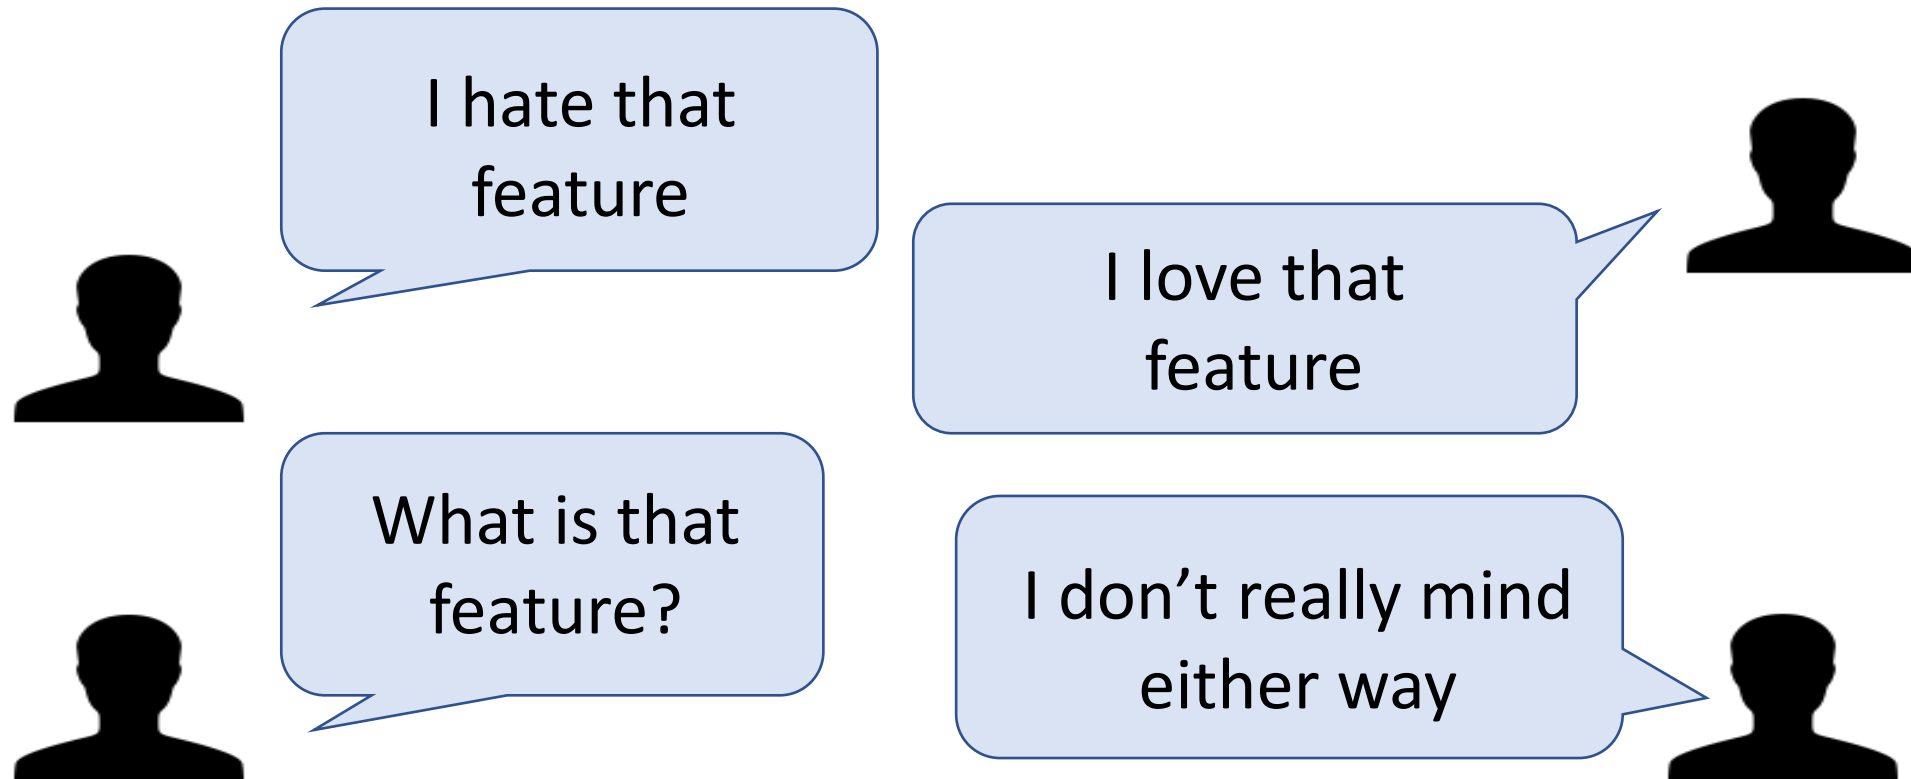 I hate that
feature
I love that
feature
What is that
feature?
I don’t really mind
either way